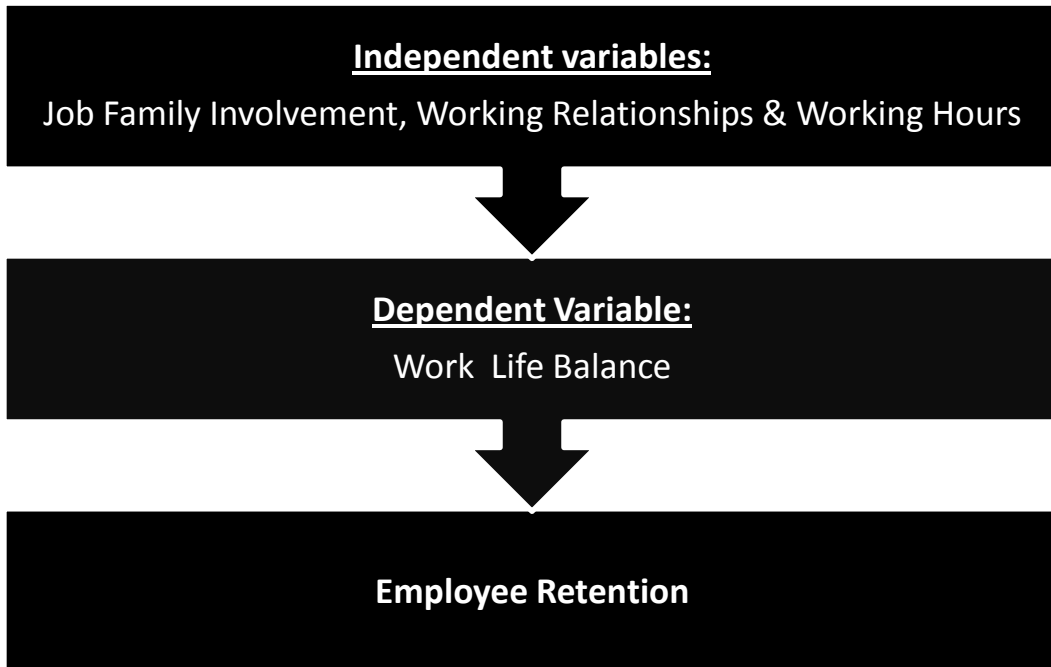 Independent variables:
Job Family Involvement, Working Relationships & Working Hours
Dependent Variable:
Work  Life Balance
Employee Retention